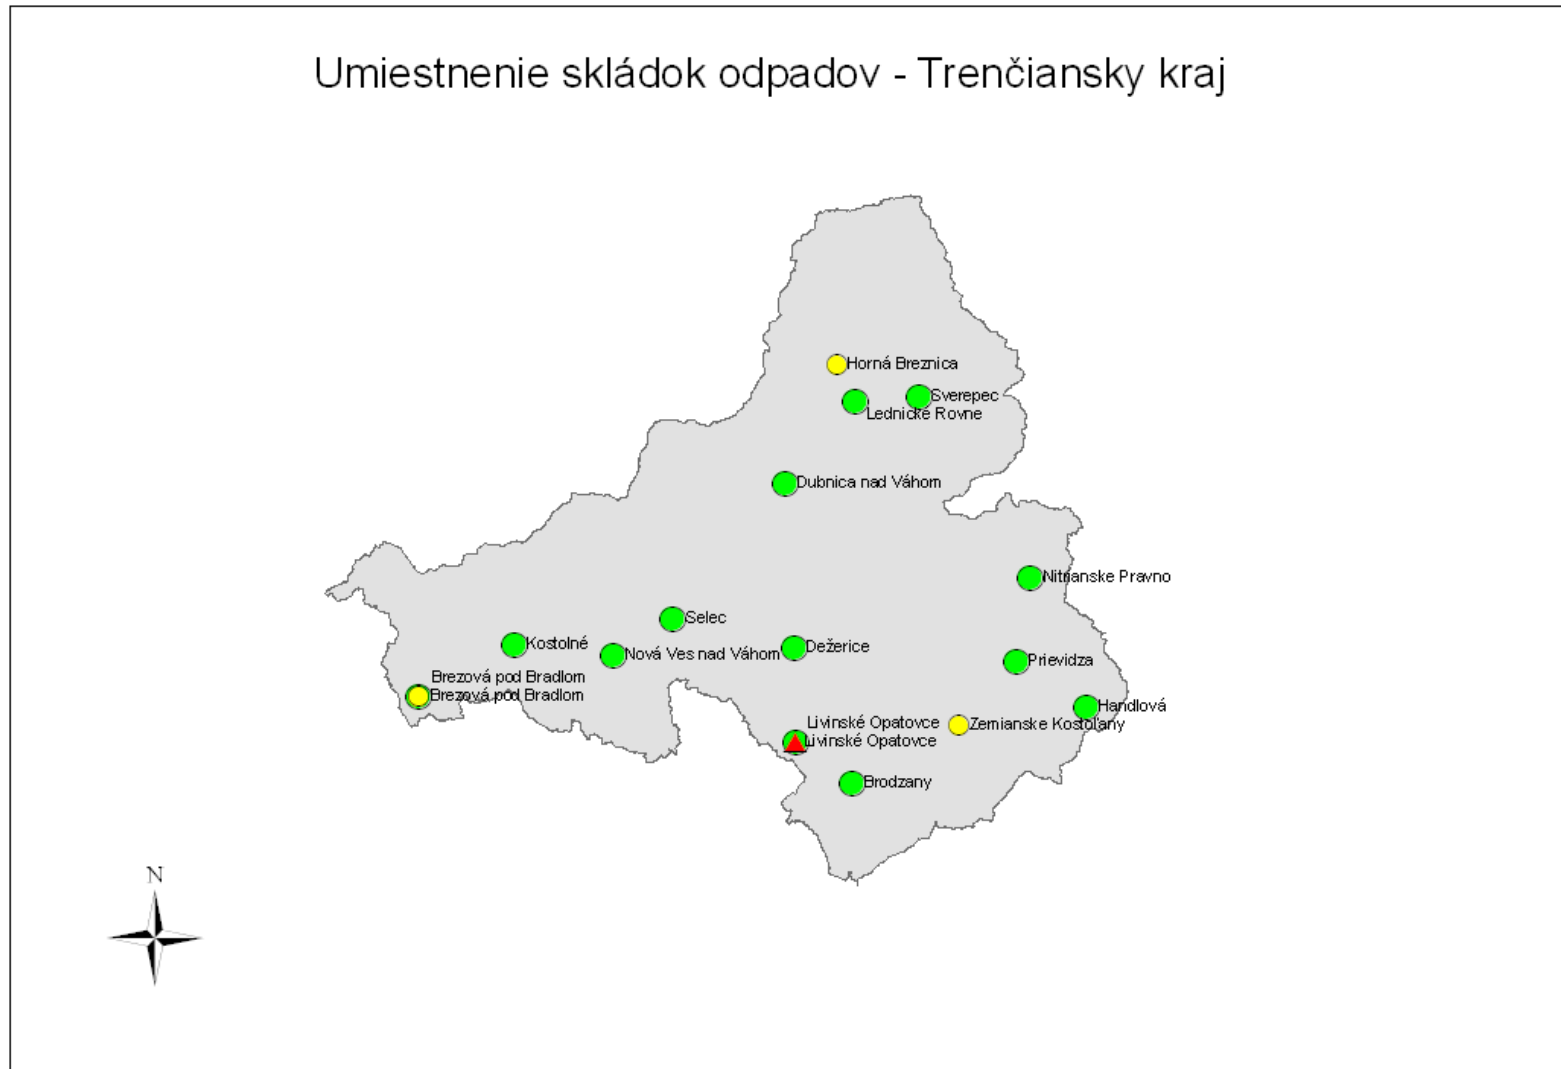 Umiestnenie skládok odpadov - Trenčiansky kraj
Horná Breznica
Sverepec
Lednické Rovne
Dubnica nad Váhom
Nitrianske Pravno
Selec
Kostolné
Nová Ves nad Váhom
Dežerice
Prievidza
Brezová pod Bradlom
Brezová pod Bradlom
Handlová
Livinské Opatovce
Zemianske Kostoľany
Livinské Opatovce
Brodzany
N